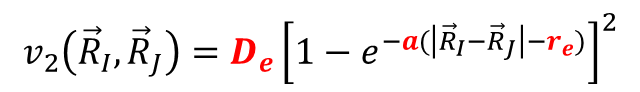 v₂(R⃗_I, R⃗_J) = D_e [1 − e^{−a(|R⃗_I−R⃗_J|−r_e)}]²